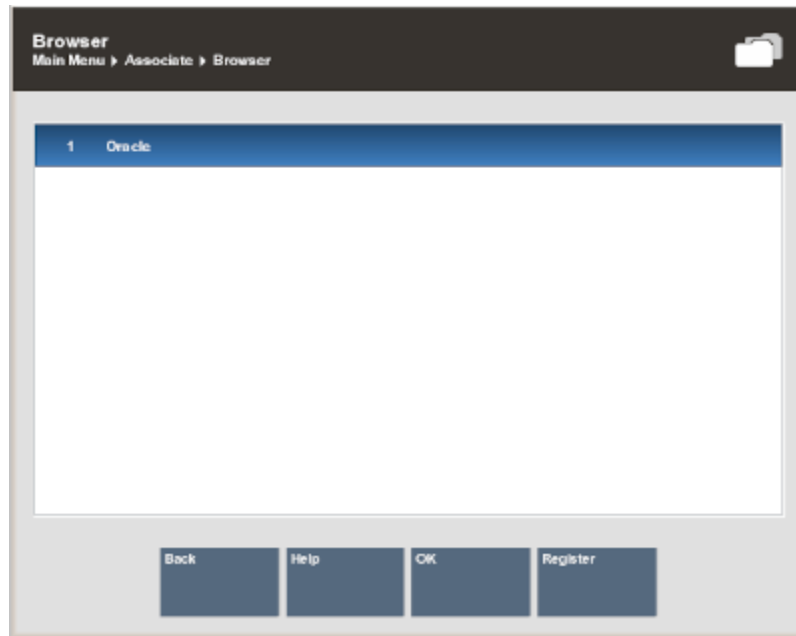 Browser
Main Menu ▸ Associate ▸ Browser
1 Oracle
Back Help OK Register